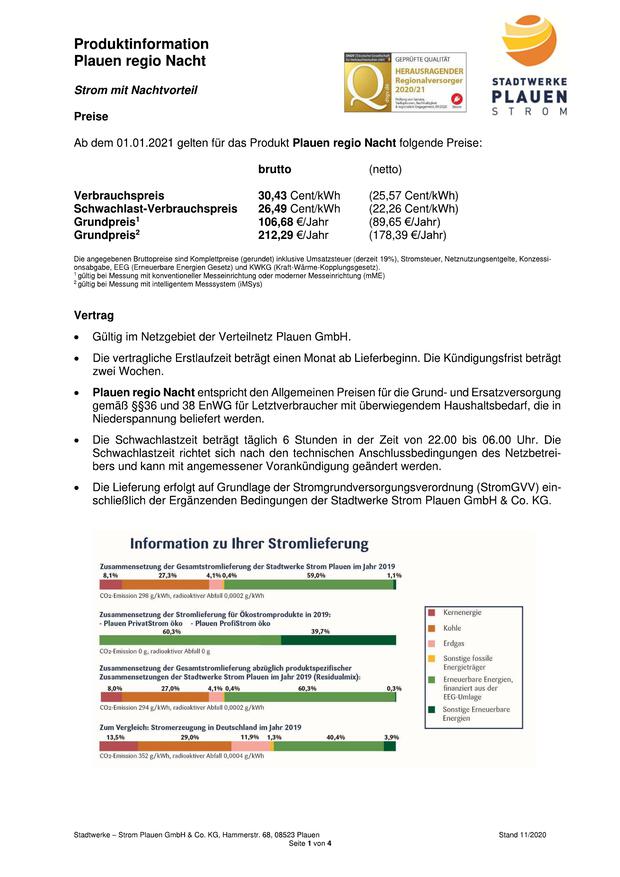 Produktinformation
Plauen regio Nacht
Strom mit Nachtvorteil
GEPRÜFTE QUALITÄT
HERAUSRAGENDER
Regionalversorger
2020/21
STADTWERKE
PLAUEN
STROM
Preise
Ab dem 01.01.2021 gelten für das Produkt Plauen regio Nacht folgende Preise:
brutto (netto)
Verbrauchspreis 30,43 Cent/kWh (25,57 Cent/kWh)
Schwachlast-Verbrauchspreis 26,49 Cent/kWh (22,26 Cent/kWh)
Grundpreis¹ 106,68 €/Jahr (89,65 €/Jahr)
Grundpreis² 212,29 €/Jahr (178,39 €/Jahr)
Die angegebenen Bruttopreise sind Komplettpreise (gerundet) inklusive Umsatzsteuer (derzeit 19%), Stromsteuer, Netznutzungsentgelte, Konzessi-
onsabgabe, EEG (Erneuerbare Energien Gesetz) und KWKG (Kraft-Wärme-Kopplungsgesetz).
¹ gültig bei Messung mit konventioneller Messeinrichtung oder moderner Messeinrichtung (mME)
² gültig bei Messung mit intelligentem Messsystem (iMSys)
Vertrag
• Gültig im Netzgebiet der Verteilnetz Plauen GmbH.
• Die vertragliche Erstlaufzeit beträgt einen Monat ab Lieferbeginn. Die Kündigungsfrist beträgt
zwei Wochen.
• Plauen regio Nacht entspricht den Allgemeinen Preisen für die Grund- und Ersatzversorgung
gemäß §§36 und 38 EnWG für Letztverbraucher mit überwiegendem Haushaltsbedarf, die in
Niederspannung beliefert werden.
• Die Schwachlastzeit beträgt täglich 6 Stunden in der Zeit von 22.00 bis 06.00 Uhr. Die
Schwachlastzeit richtet sich nach den technischen Anschlussbedingungen des Netzbetrei-
bers und kann mit angemessener Vorankündigung geändert werden.
• Die Lieferung erfolgt auf Grundlage der Stromgrundversorgungsverordnung (StromGVV) ein-
schließlich der Ergänzenden Bedingungen der Stadtwerke Strom Plauen GmbH & Co. KG.
Information zu Ihrer Stromlieferung
Zusammensetzung der Gesamtstromlieferung der Stadtwerke Strom Plauen im Jahr 2019
8,1% 27,3% 4,1% 0,4% 59,0% 1,1%
CO₂-Emission 298 g/kWh, radioaktiver Abfall 0,0002 g/kWh
Zusammensetzung der Stromlieferung für Ökostromprodukte in 2019:
- Plauen PrivatStrom öko - Plauen ProfiStrom öko
60,3% 39,7%
CO₂-Emission 0 g, radioaktiver Abfall 0 g
Zusammensetzung der Gesamtstromlieferung abzüglich produktspezifischer
Zusammensetzungen der Stadtwerke Strom Plauen im Jahr 2019 (Residualmix):
8,0% 27,0% 4,1% 0,4% 60,3% 0,3%
CO₂-Emission 294 g/kWh, radioaktiver Abfall 0,0002 g/kWh
Zum Vergleich: Stromerzeugung in Deutschland im Jahr 2019
13,5% 29,0% 11,9% 1,3% 40,4% 3,9%
CO₂-Emission 352 g/kWh, radioaktiver Abfall 0,0004 g/kWh
Kernenergie
Kohle
Erdgas
Sonstige fossile
Energieträger
Erneuerbare Energien,
finanziert aus der
EEG-Umlage
Sonstige Erneuerbare
Energien
Stadtwerke – Strom Plauen GmbH & Co. KG, Hammerstr. 68, 08523 Plauen Stand 11/2020
Seite 1 von 4